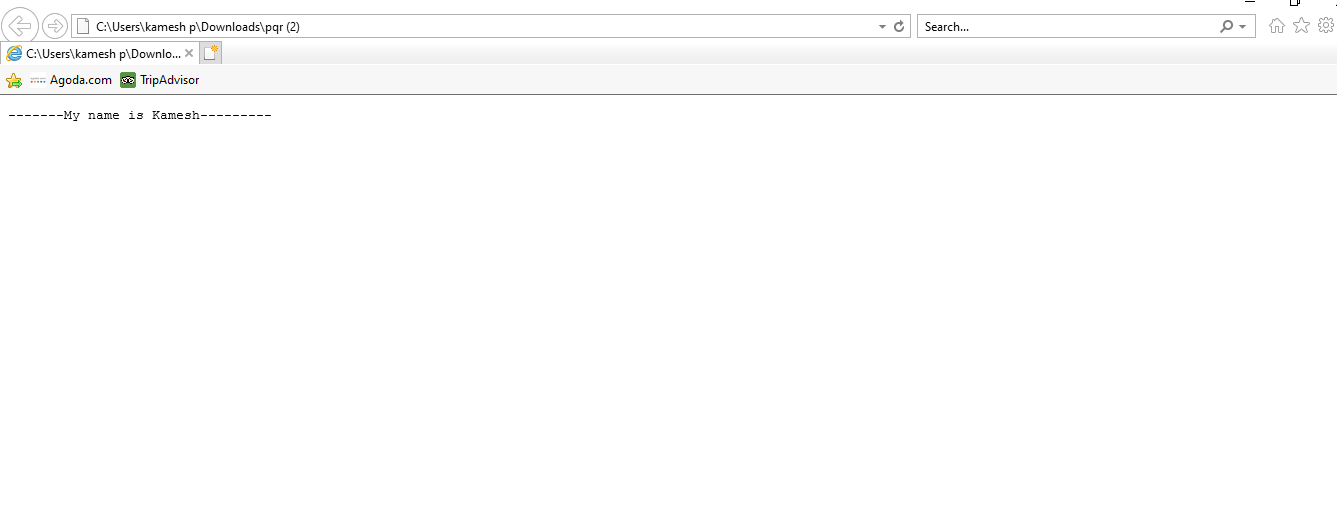 C:\Users\kamesh p\Downloads\pqr (2)
Search...
C:\Users\kamesh p\Downlo...
Agoda.com
TripAdvisor
-------My name is Kamesh---------